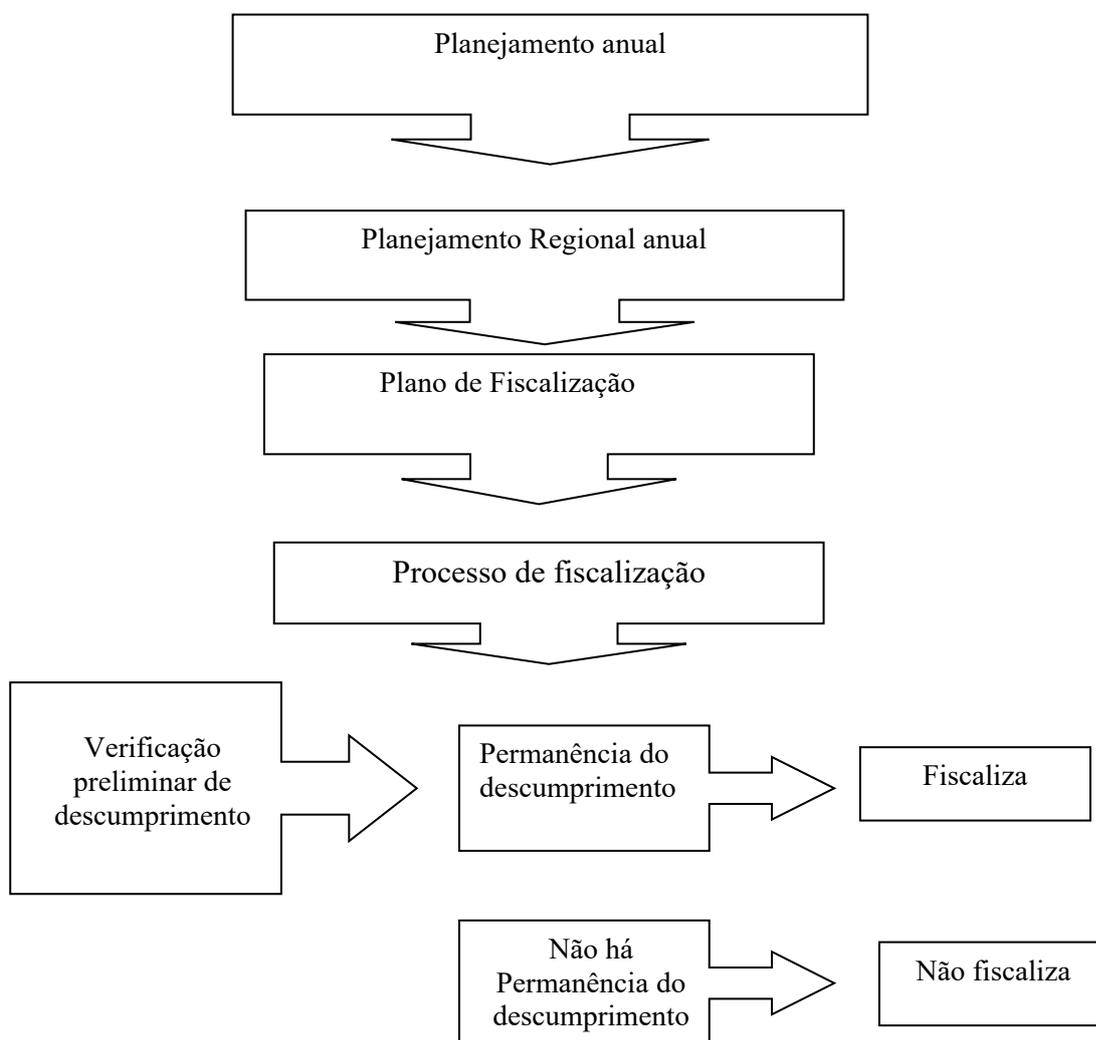 Planejamento anual
Planejamento Regional anual
Plano de Fiscalização
Processo de fiscalização
Verificação
preliminar de
descumprimento
Permanência do
descumprimento
Fiscaliza
Não há
Permanência do
descumprimento
Não fiscaliza